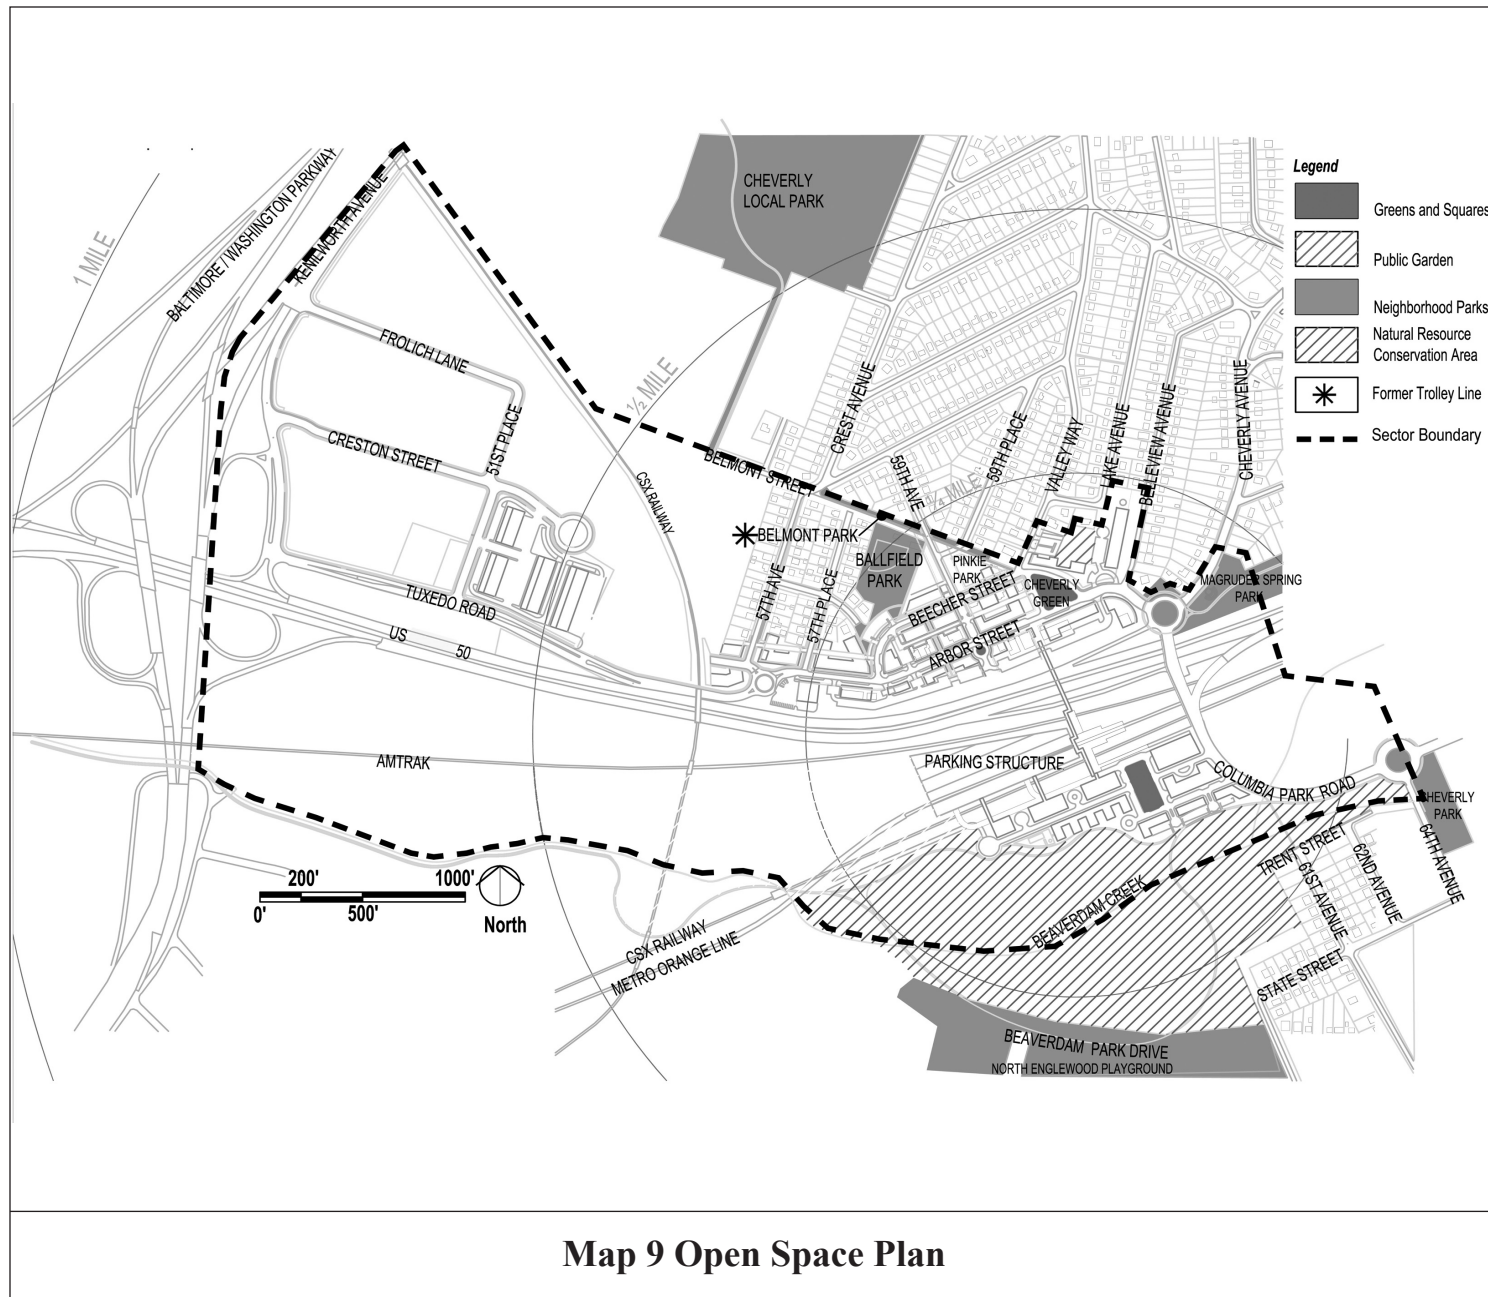 Legend
Greens and Squares
Public Garden
Neighborhood Parks
Natural Resource
Conservation Area
Former Trolley Line
Sector Boundary
1 MILE
BALTIMORE / WASHINGTON PARKWAY
KENILWORTH AVENUE
CHEVERLY
LOCAL PARK
FROLICH LANE
½ MILE
CREST AVENUE
CHEVERLY AVENUE
CRESTON STREET
51ST PLACE
BELMONT STREET
59TH AVE
¼ MILE
59TH PLACE
VALLEY WAY
LAKE AVENUE
BELLEVIEW AVENUE
CSX RAILWAY
BELMONT PARK
BALLFIELD
PARK
PINKIE
PARK
CHEVERLY
GREEN
MAGRUDER SPRING
PARK
57TH AVE
57TH PLACE
BEECHER STREET
ARBOR STREET
TUXEDO ROAD
US
50
AMTRAK
PARKING STRUCTURE
COLUMBIA PARK ROAD
CHEVERLY
PARK
TRENT STREET
61ST AVENUE
62ND AVENUE
64TH AVENUE
200'
1000'
0'
500'
North
BEAVERDAM CREEK
CSX RAILWAY
METRO ORANGE LINE
STATE STREET
BEAVERDAM PARK DRIVE
NORTH ENGLEWOOD PLAYGROUND
Map 9 Open Space Plan